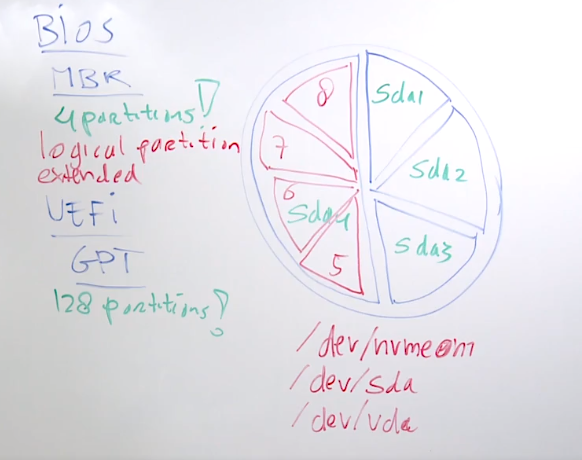 BiOS
MBR
4 partitions!
logical partition
extended
UEFi
GPT
128 partitions!
8
sda1
7
sda2
6
sda4
sda3
5
/dev/nvme0n1
/dev/sda
/dev/vda